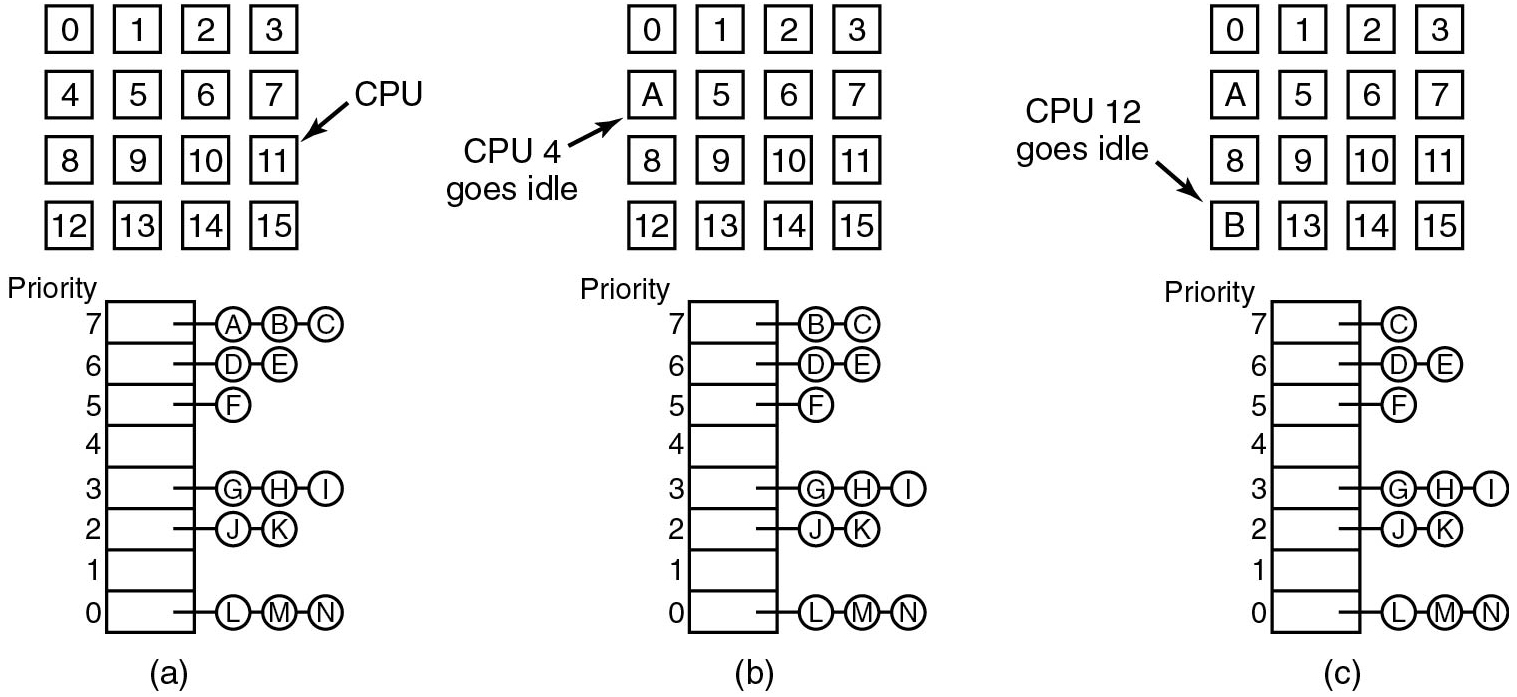 0 1 2 3
4 5 6 7
CPU
8 9 10 11
12 13 14 15
Priority
7 A B C
6 D E
5 F
4
3 G H I
2 J K
1
0 L M N
(a)
0 1 2 3
A 5 6 7
CPU 4
goes idle
8 9 10 11
12 13 14 15
Priority
7 B C
6 D E
5 F
4
3 G H I
2 J K
1
0 L M N
(b)
0 1 2 3
A 5 6 7
CPU 12
goes idle
8 9 10 11
B 13 14 15
Priority
7 C
6 D E
5 F
4
3 G H I
2 J K
1
0 L M N
(c)